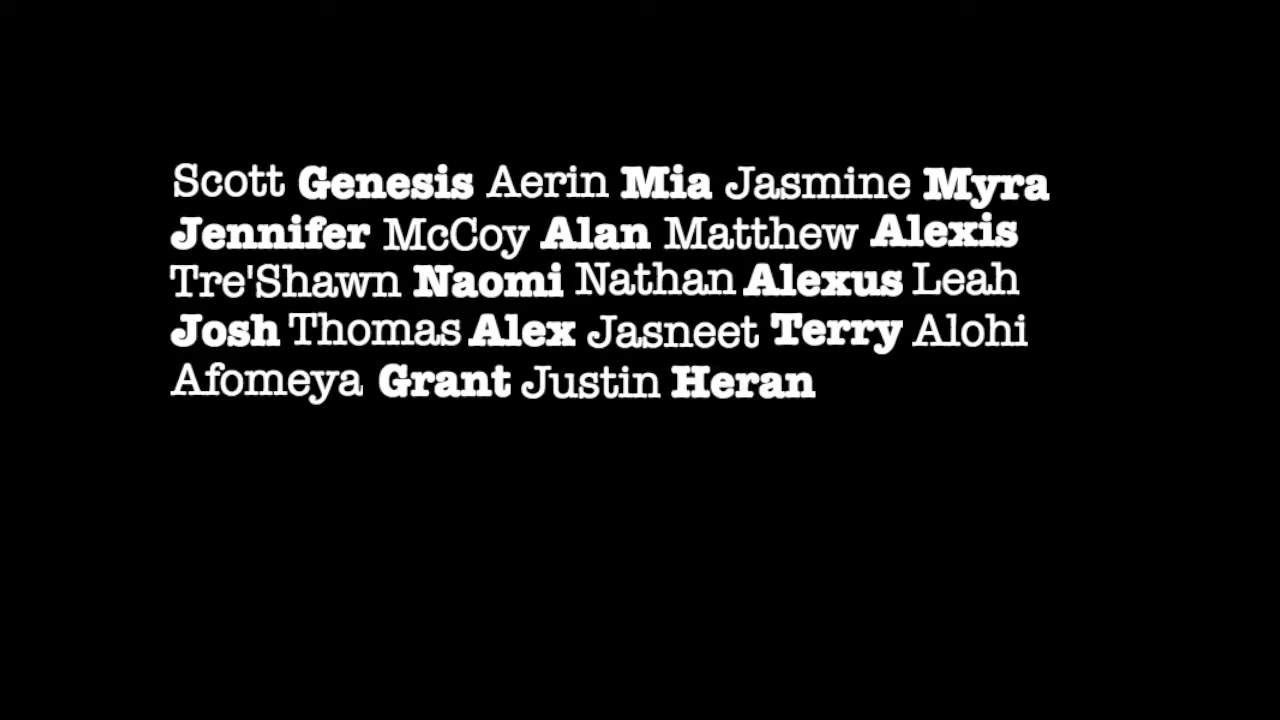 Scott Genesis Aerin Mia Jasmine Myra
Jennifer McCoy Alan Matthew Alexis
Tre'Shawn Naomi Nathan Alexus Leah
Josh Thomas Alex Jasneet Terry Alohi
Afomeya Grant Justin Heran